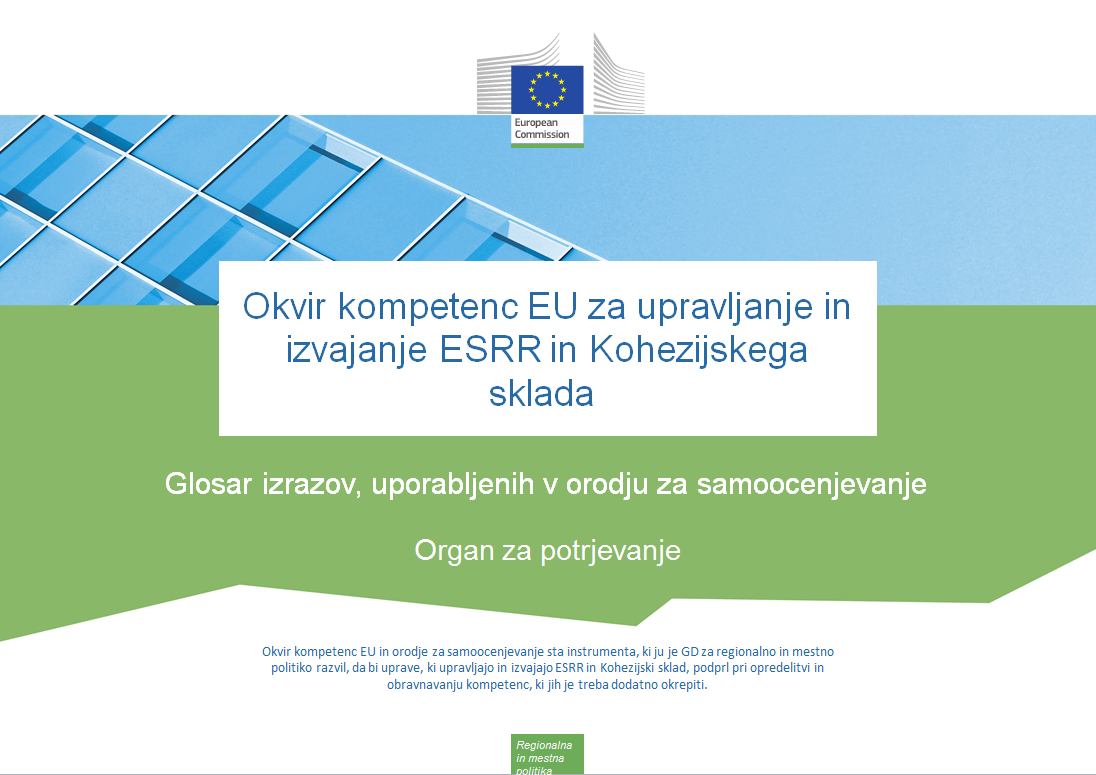 European
Commission
Okvir kompetenc EU za upravljanje in
izvajanje ESRR in Kohezijskega
sklada
Glosar izrazov, uporabljenih v orodju za samoocenjevanje
Organ za potrjevanje
Okvir kompetenc EU in orodje za samoocenjevanje sta instrumenta, ki ju je GD za regionalno in mestno
politiko razvil, da bi uprave, ki upravljajo in izvajajo ESRR in Kohezijski sklad, podprl pri opredelitvi in
obravnavanju kompetenc, ki jih je treba dodatno okrepiti.
Regionalna
in mestna
politika